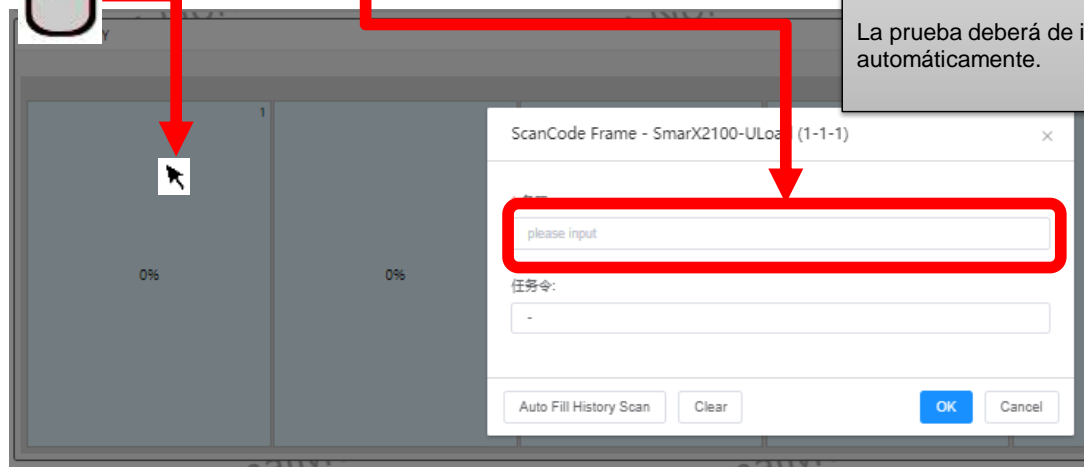 La prueba deberá de i
automáticamente.
Y
1
ScanCode Frame - SmarX2100-ULoad (1-1-1)
please input
0%
0%
任务令:
-
Auto Fill History Scan
Clear
OK
Cancel